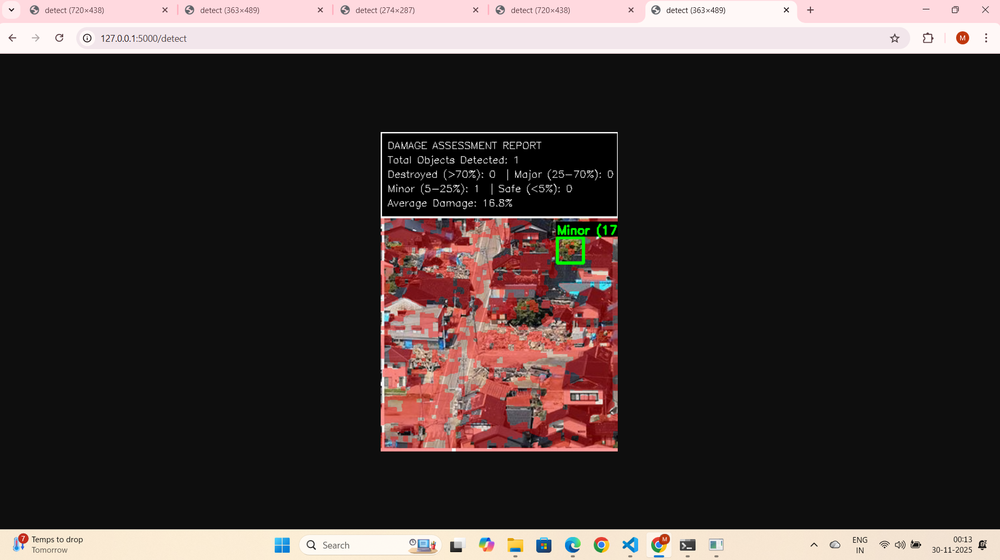 detect (720×438)
detect (363×489)
detect (274×287)
detect (720×438)
detect (363×489)
127.0.0.1:5000/detect
M
DAMAGE ASSESSMENT REPORT
Total Objects Detected: 1
Destroyed (>70%): 0 | Major (25-70%): 0
Minor (5-25%): 1 | Safe (<5%): 0
Average Damage: 16.8%
Minor (17
7
Temps to drop
Tomorrow
Search
M
ENG
IN
00:13
30-11-2025